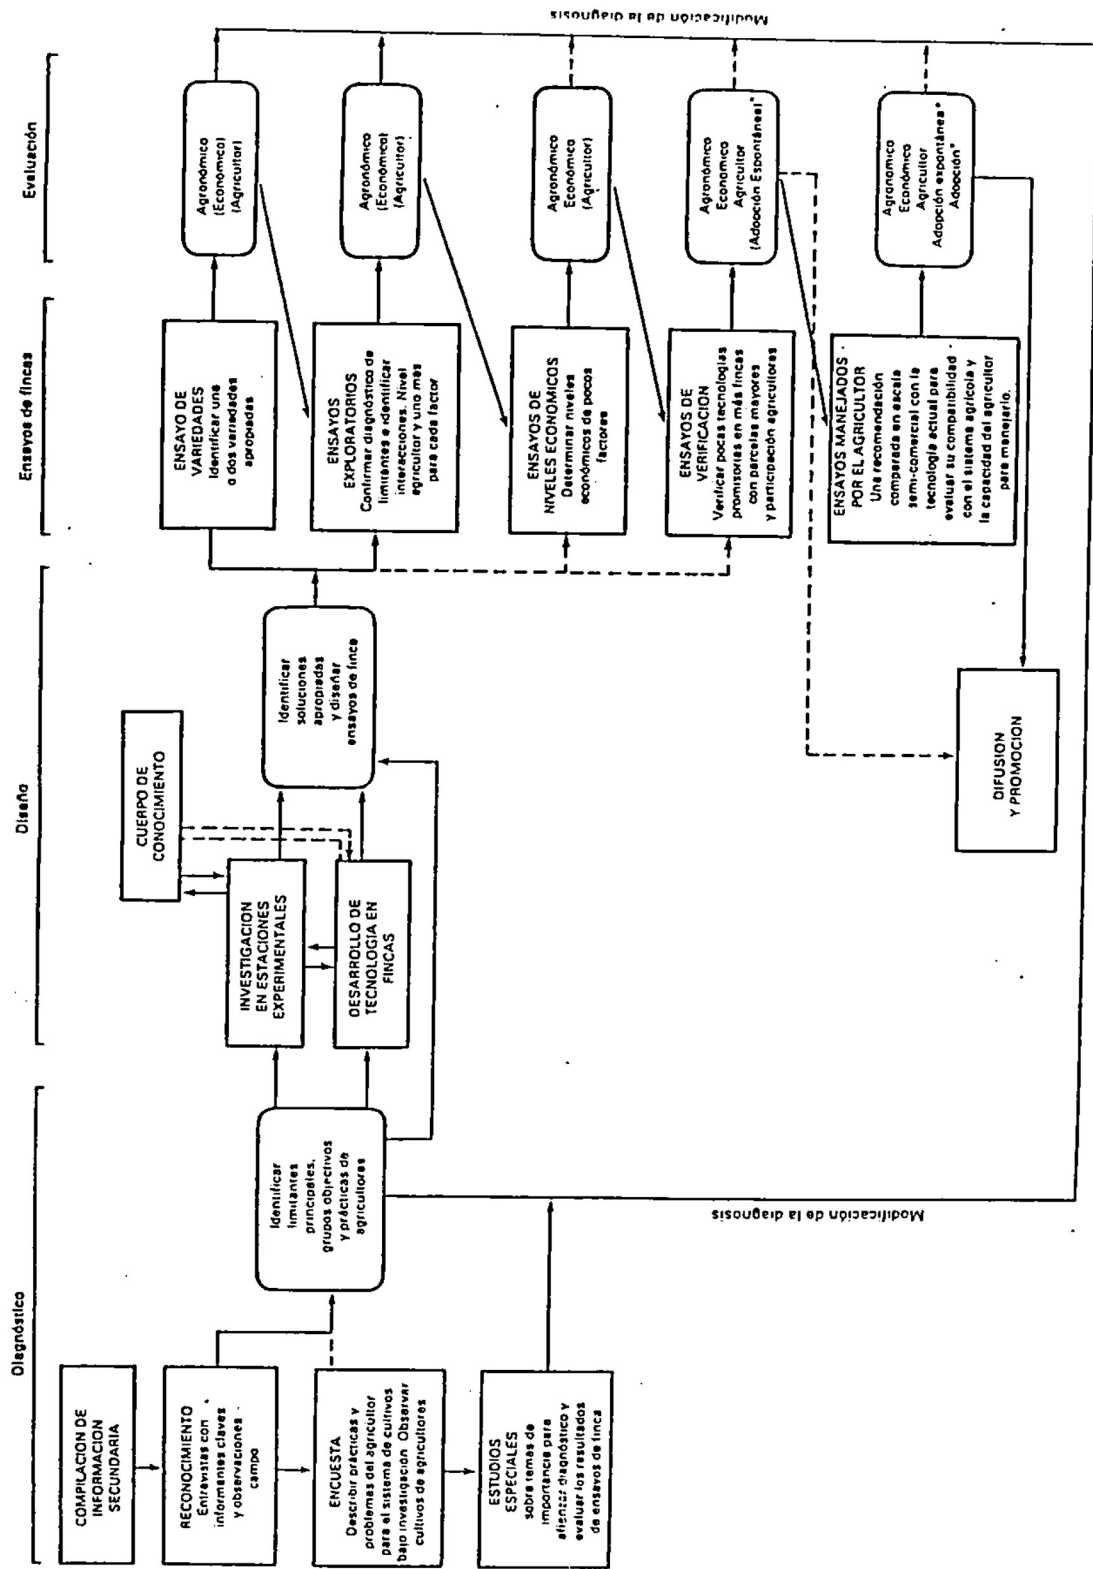 Diagnóstico
Diseño
Ensayos de fincas
Evaluación
COMPILACION DE
INFORMACION
SECUNDARIA
RECONOCIMIENTO
Entrevistas con
informantes claves
y observaciones
campo
ENCUESTA
Describir prácticas y
problemas del agricultor
para el sistema de cultivos
bajo investigación. Observar
cultivos de agricultores
ESTUDIOS
ESPECIALES
sobre temas de
importancia para
afianzar diagnóstico y
evaluar los resultados
de ensayos de finca
Identificar
limitantes
principales,
grupos objectivos
y prácticas de
agricultores
Modificación de la diagnosis
CUERPO DE
CONOCIMIENTO
INVESTIGACION
EN ESTACIONES
EXPERIMENTALES
DESARROLLO DE
TECNOLOGIA EN
FINCAS
Identificar
soluciones
apropiadas
y diseñar
ensayos de finca
DIFUSION
Y PROMOCION
ENSAYO DE
VARIEDADES
Identificar una
o dos variedades
apropiadas
ENSAYOS
EXPLORATORIOS
Confirmar diagnóstico de
limitantes e identificar
interacciones. Nivel
agricultor y uno más
para cada factor
ENSAYOS DE
NIVELES ECONOMICOS
Determinar niveles
económicos de pocos
factores
ENSAYOS DE
VERIFICACION
Verificar pocas tecnologías
promisorias en más fincas
con parcelas mayores
y participación agricultores
ENSAYOS MANEJADOS
POR EL AGRICULTOR
Una recomendación
comparada en escala
semi-comercial con la
tecnología actual para
evaluar su compatibilidad
con el sistema agrícola y
la capacidad del agricultor
para manejarlo.
Agronómico
(Económico)
(Agricultor)
Agronómico
(Económico)
(Agricultor)
Agronómico
Económico
(Agricultor)
Agronómico
Economico
Agricultor
(Adopción Espontánea)*
Agronomico
Económico
Agricultor
Adopción expontánea*
Adopción*
Modificación de la diagnosis